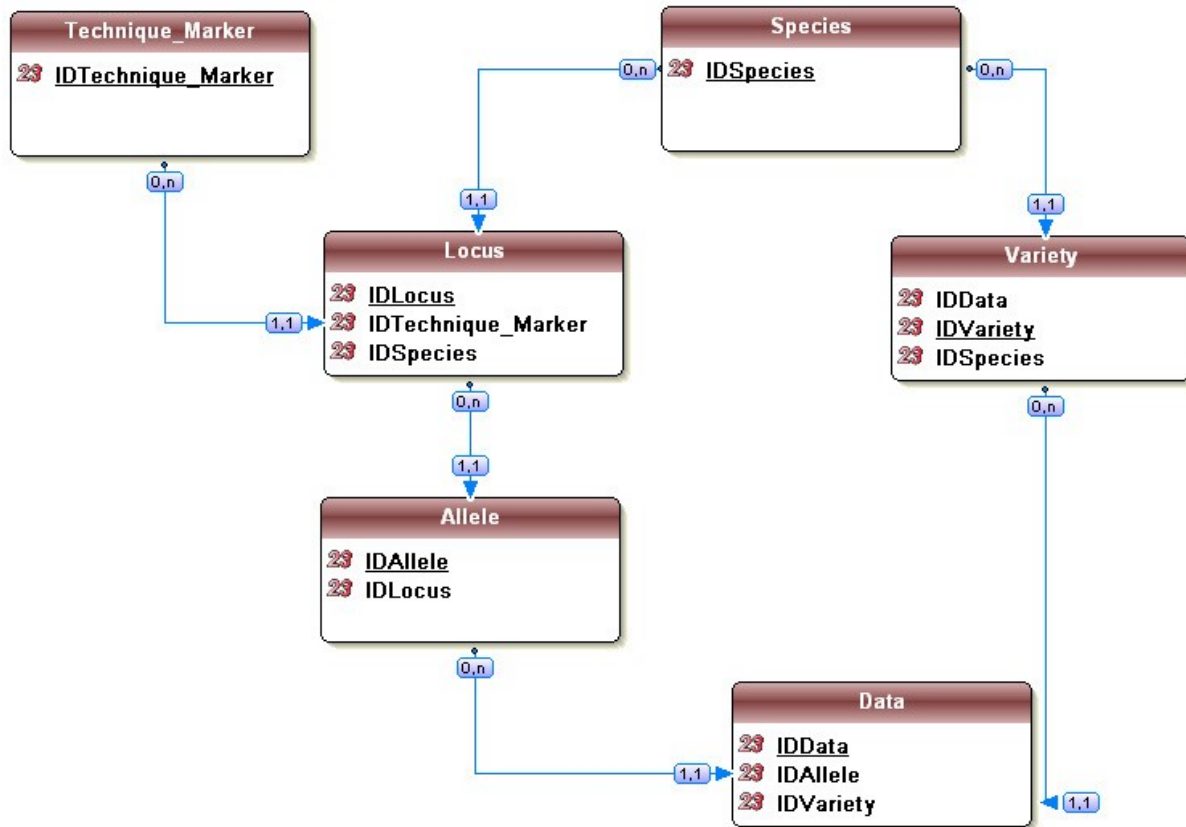 Technique_Marker
23 IDTechnique_Marker
Species
23 IDSpecies
0,n
0,n
0,n
1,1
1,1
Locus
23 IDLocus
23 IDTechnique_Marker
23 IDSpecies
1,1
Variety
23 IDData
23 IDVariety
23 IDSpecies
0,n
0,n
1,1
Allele
23 IDAllele
23 IDLocus
0,n
Data
23 IDData
23 IDAllele
23 IDVariety
1,1
1,1